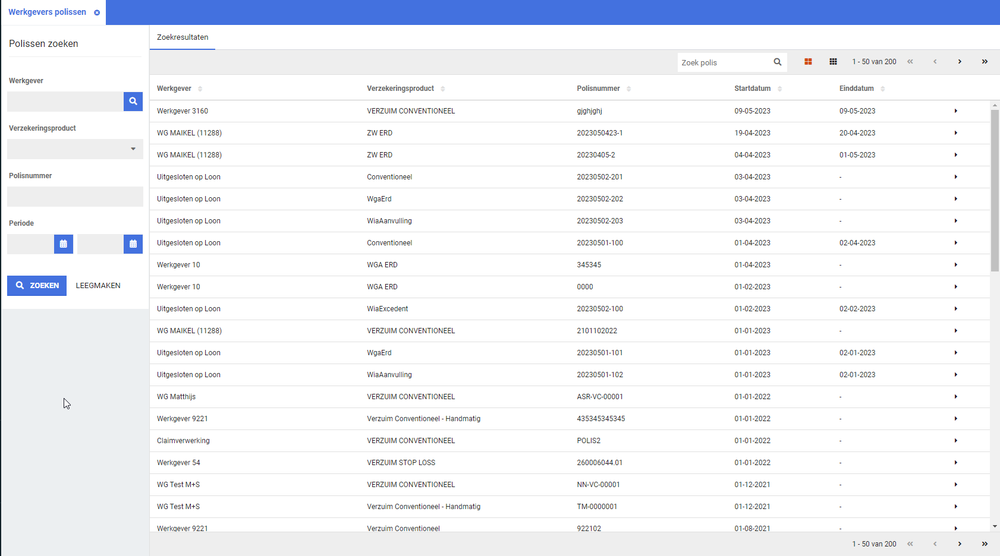 Werkgevers polissen
Polissen zoeken
Werkgever
Verzekeringsproduct
Polisnummer
Periode
ZOEKEN LEEGMAKEN
Zoekresultaten
Zoek polis 1 - 50 van 200
Werkgever Verzekeringsproduct Polisnummer Startdatum Einddatum
Werkgever 3160 VERZUIM CONVENTIONEEL gjghjghj 09-05-2023 09-05-2023
WG MAIKEL (11288) ZW ERD 2023050423-1 19-04-2023 20-04-2023
WG MAIKEL (11288) ZW ERD 20230405-2 04-04-2023 01-05-2023
Uitgesloten op Loon Conventioneel 20230502-201 03-04-2023 -
Uitgesloten op Loon WgaErd 20230502-202 03-04-2023 -
Uitgesloten op Loon WiaAanvulling 20230502-203 03-04-2023 -
Uitgesloten op Loon Conventioneel 20230501-100 01-04-2023 02-04-2023
Werkgever 10 WGA ERD 345345 01-04-2023 -
Werkgever 10 WGA ERD 0000 01-02-2023 -
Uitgesloten op Loon WiaExcedent 20230502-100 01-02-2023 02-02-2023
WG MAIKEL (11288) VERZUIM CONVENTIONEEL 2101102022 01-01-2023 -
Uitgesloten op Loon WgaErd 20230501-101 01-01-2023 02-01-2023
Uitgesloten op Loon WiaAanvulling 20230501-102 01-01-2023 02-01-2023
WG Matthijs VERZUIM CONVENTIONEEL ASR-VC-00001 01-01-2022 -
Werkgever 9221 Verzuim Conventioneel - Handmatig 435345345345 01-01-2022 -
Claimverwerking VERZUIM CONVENTIONEEL POLIS2 01-01-2022 -
Werkgever 54 VERZUIM STOP LOSS 260006044.01 01-01-2022 -
WG Test M+S VERZUIM CONVENTIONEEL NN-VC-00001 01-12-2021 -
WG Test M+S Verzuim Conventioneel - Handmatig TM-0000001 01-12-2021 -
Werkgever 9221 Verzuim Conventioneel 922102 01-08-2021 -
1 - 50 van 200